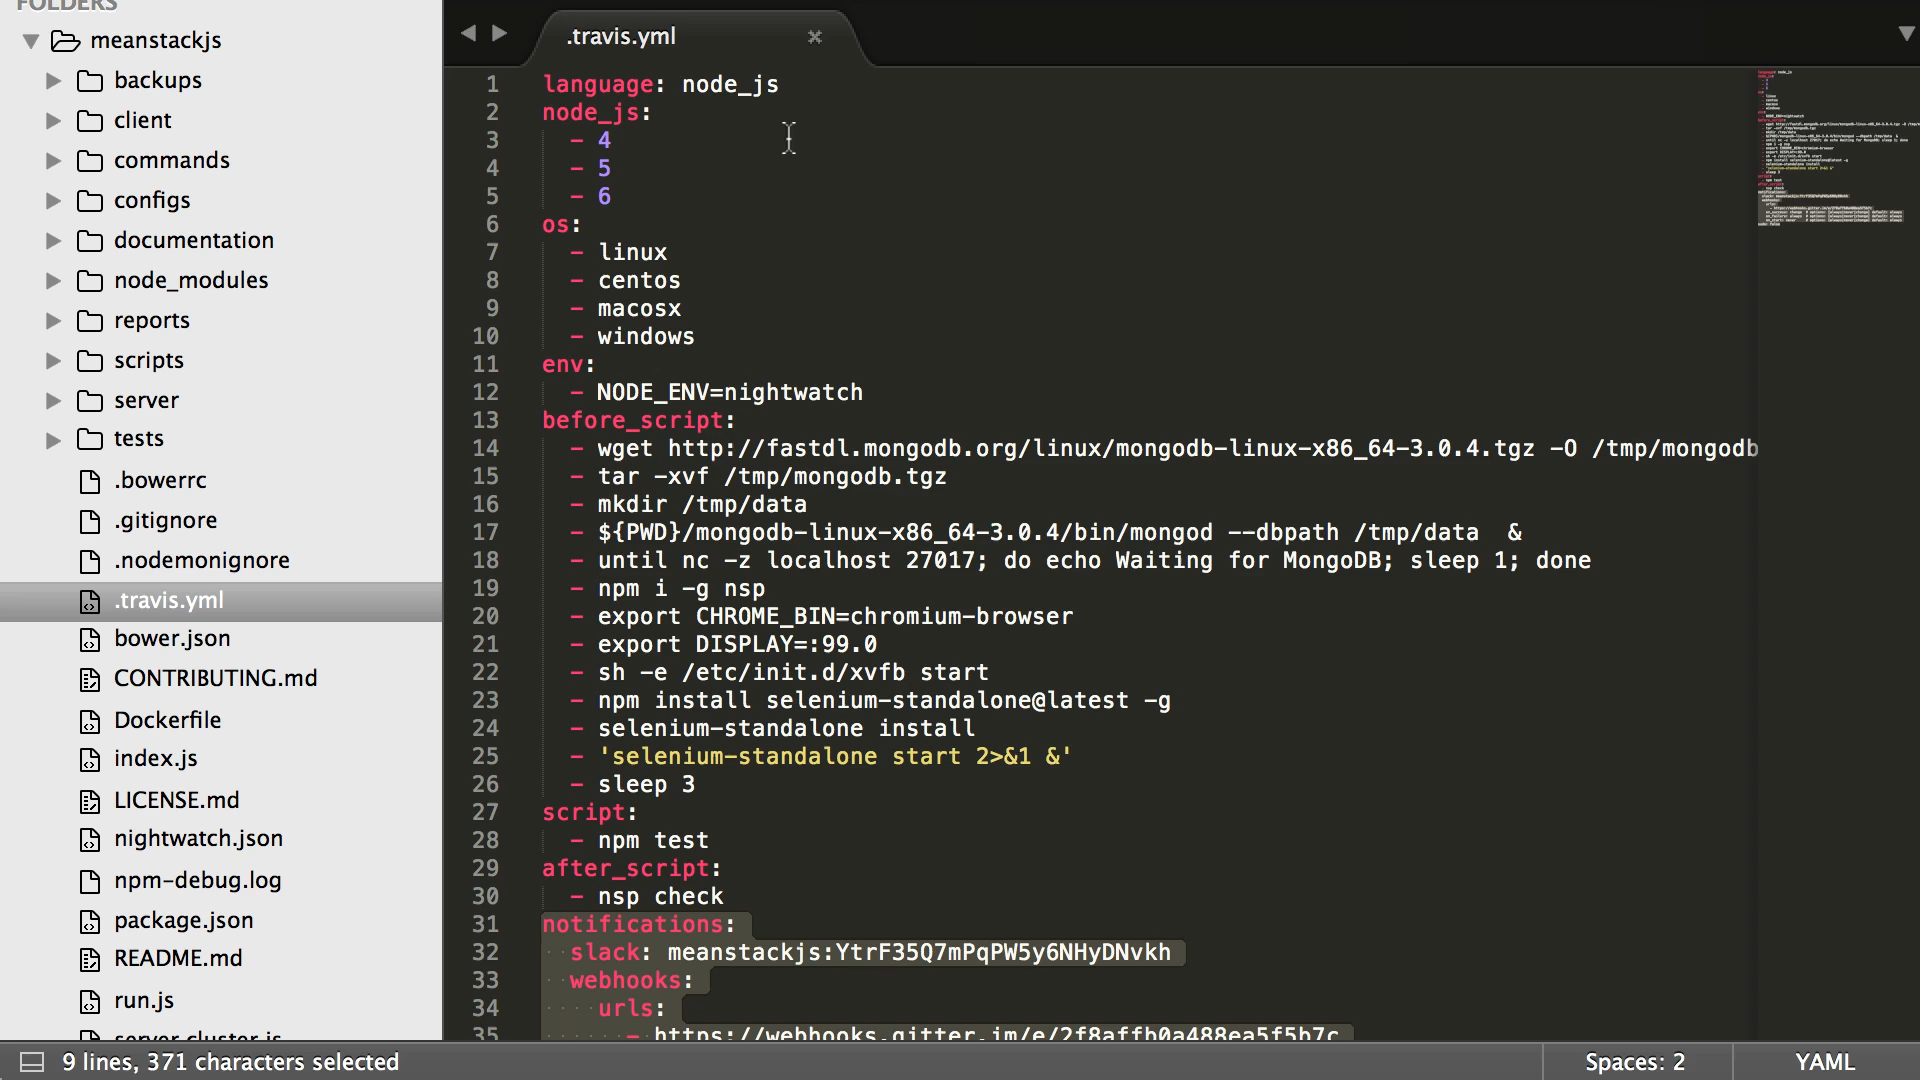 FOLDERS
meanstackjs
backups
client
commands
configs
documentation
node_modules
reports
scripts
server
tests
.bowerrc
.gitignore
.nodemonignore
.travis.yml
bower.json
CONTRIBUTING.md
Dockerfile
index.js
LICENSE.md
nightwatch.json
npm-debug.log
package.json
README.md
run.js
server.cluster.js
.travis.yml
1 language: node_js
2 node_js:
3 - 4
4 - 5
5 - 6
6 os:
7 - linux
8 - centos
9 - macosx
10 - windows
11 env:
12 - NODE_ENV=nightwatch
13 before_script:
14 - wget http://fastdl.mongodb.org/linux/mongodb-linux-x86_64-3.0.4.tgz -O /tmp/mongodb
15 - tar -xvf /tmp/mongodb.tgz
16 - mkdir /tmp/data
17 - ${PWD}/mongodb-linux-x86_64-3.0.4/bin/mongod --dbpath /tmp/data &
18 - until nc -z localhost 27017; do echo Waiting for MongoDB; sleep 1; done
19 - npm i -g nsp
20 - export CHROME_BIN=chromium-browser
21 - export DISPLAY=:99.0
22 - sh -e /etc/init.d/xvfb start
23 - npm install selenium-standalone@latest -g
24 - selenium-standalone install
25 - 'selenium-standalone start 2>&1 &'
26 - sleep 3
27 script:
28 - npm test
29 after_script:
30 - nsp check
31 notifications:
32 slack: meanstackjs:YtrF35Q7mPqPW5y6NHyDNvkh
33 webhooks:
34 urls:
35 - https://webhooks.gitter.im/e/2f8affb0a488ea5f5b7c
9 lines, 371 characters selected
Spaces: 2
YAML